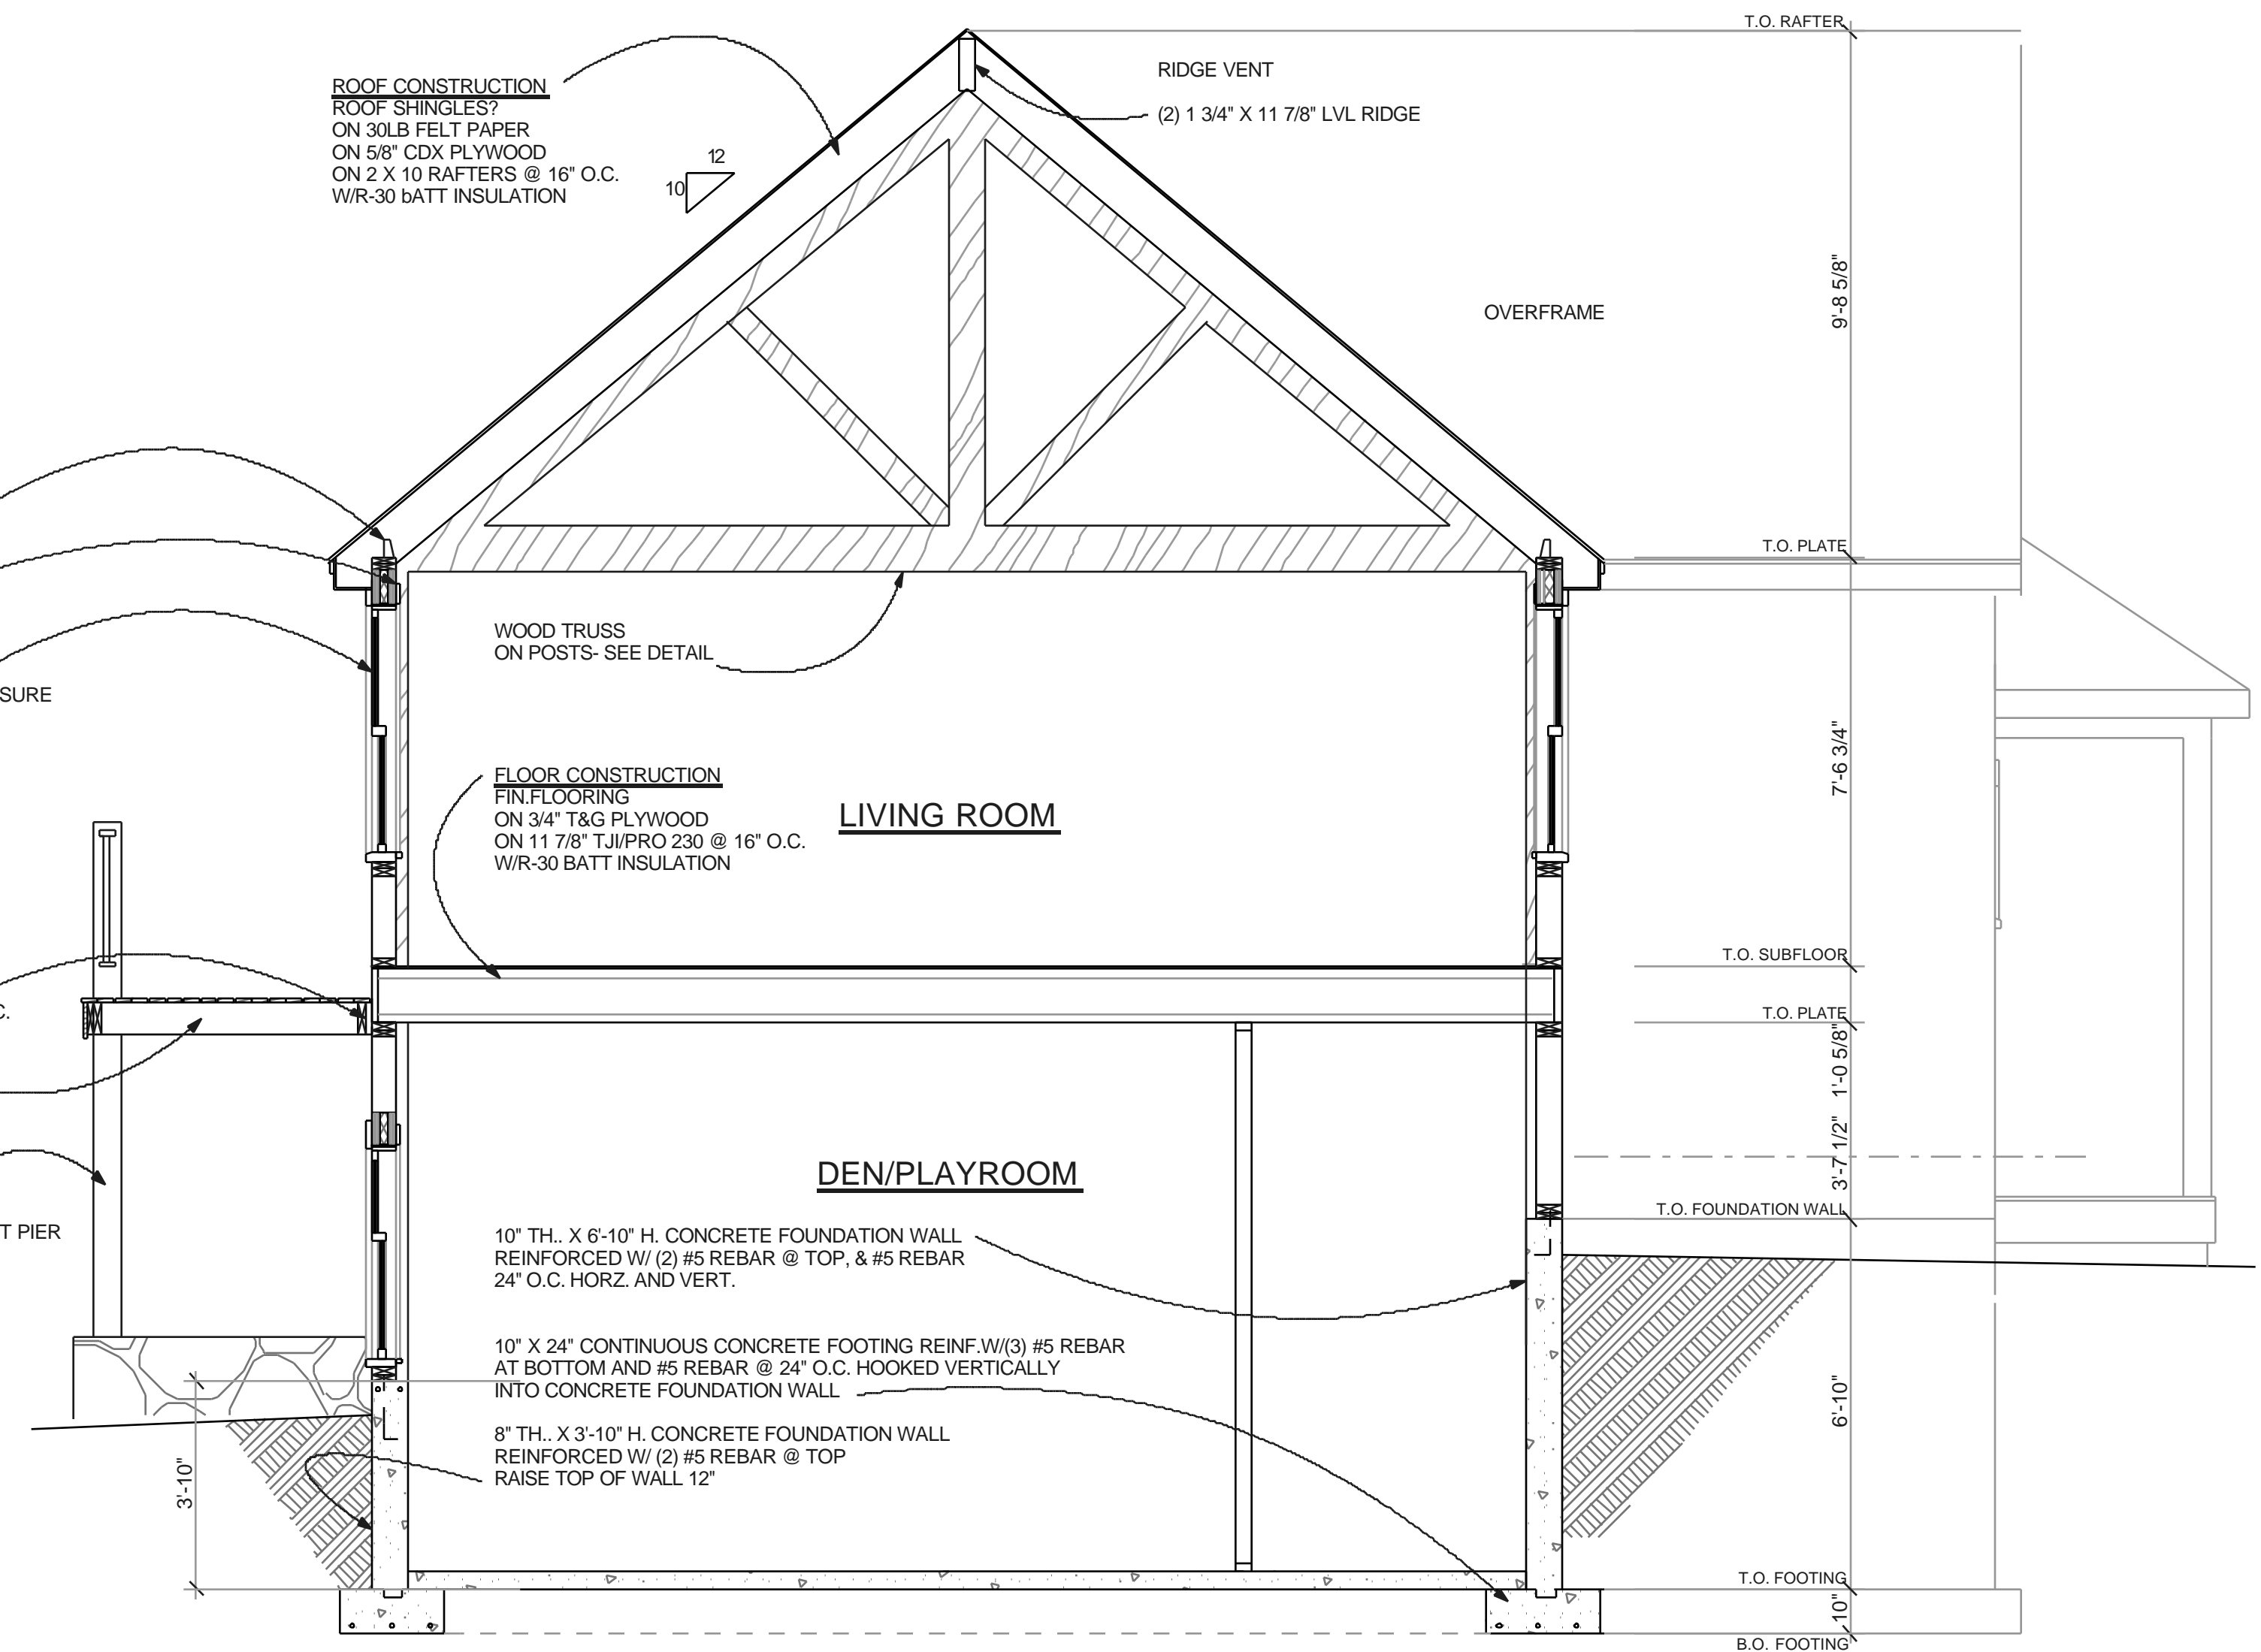 T.O. RAFTER
ROOF CONSTRUCTION
ROOF SHINGLES?
ON 30LB FELT PAPER
ON 5/8" CDX PLYWOOD
ON 2 X 10 RAFTERS @ 16" O.C.
W/R-30 bATT INSULATION
12
10
RIDGE VENT
(2) 1 3/4" X 11 7/8" LVL RIDGE
9'-8 5/8"
OVERFRAME
T.O. PLATE
WOOD TRUSS
ON POSTS- SEE DETAIL
SURE
7'-6 3/4"
FLOOR CONSTRUCTION
FIN.FLOORING
ON 3/4" T&G PLYWOOD
ON 11 7/8" TJI/PRO 230 @ 16" O.C.
W/R-30 BATT INSULATION
LIVING ROOM
T.O. SUBFLOOR
C.
T.O. PLATE
1'-0 5/8"
3'-7 1/2"
DEN/PLAYROOM
T.O. FOUNDATION WALL
T PIER
10" TH.. X 6'-10" H. CONCRETE FOUNDATION WALL
REINFORCED W/ (2) #5 REBAR @ TOP, & #5 REBAR
24" O.C. HORZ. AND VERT.
10" X 24" CONTINUOUS CONCRETE FOOTING REINF.W/(3) #5 REBAR
AT BOTTOM AND #5 REBAR @ 24" O.C. HOOKED VERTICALLY
INTO CONCRETE FOUNDATION WALL
6'-10"
8" TH.. X 3'-10" H. CONCRETE FOUNDATION WALL
REINFORCED W/ (2) #5 REBAR @ TOP
RAISE TOP OF WALL 12"
3'-10"
T.O. FOOTING
10"
B.O. FOOTING